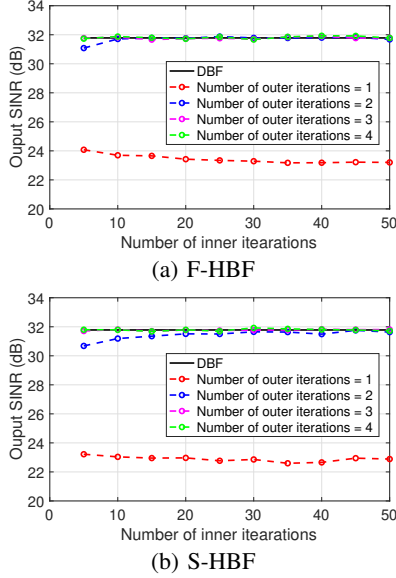 34
32
30
28
26
24
22
20
Ouput SINR (dB)
DBF
Number of outer iterations = 1
Number of outer iterations = 2
Number of outer iterations = 3
Number of outer iterations = 4
0 10 20 30 40 50
Number of inner itearations
(a) F-HBF
34
32
30
28
26
24
22
20
Ouput SINR (dB)
DBF
Number of outer iterations = 1
Number of outer iterations = 2
Number of outer iterations = 3
Number of outer iterations = 4
0 10 20 30 40 50
Number of inner itearations
(b) S-HBF